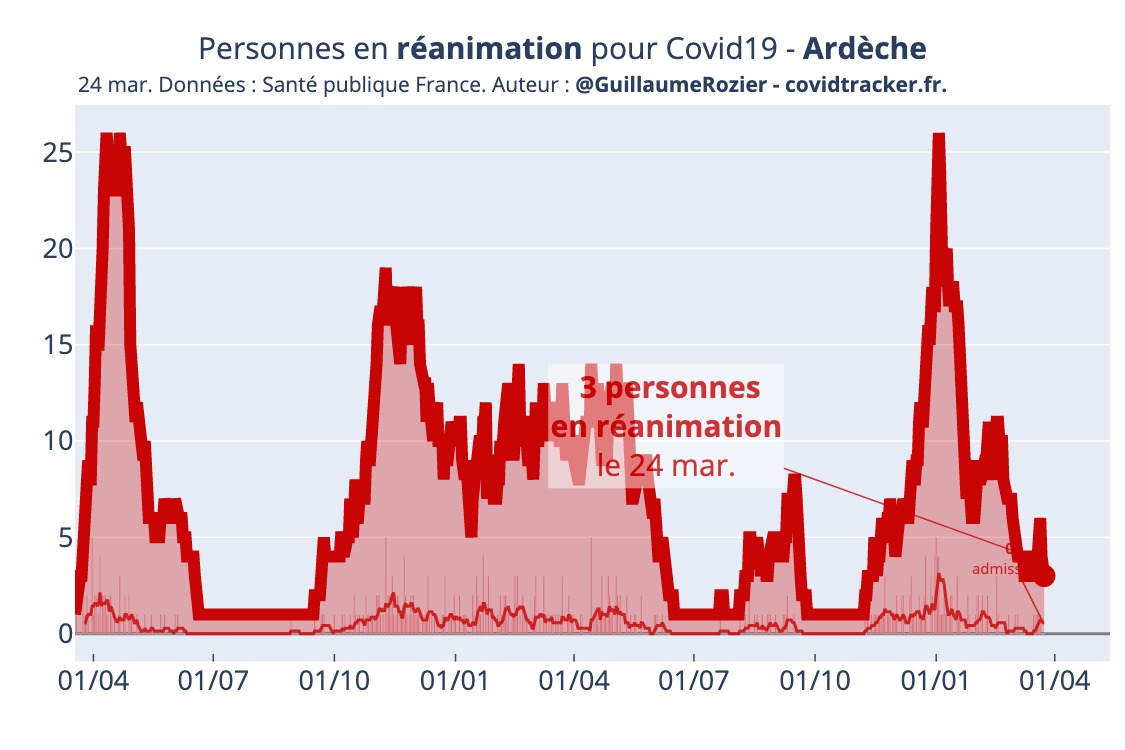 Personnes en réanimation pour Covid19 - Ardèche
24 mar. Données : Santé publique France. Auteur : @GuillaumeRozier - covidtracker.fr.
25
20
15
10
5
0
3 personnes
en réanimation
le 24 mar.
admiss
01/04 01/07 01/10 01/01 01/04 01/07 01/10 01/01 01/04